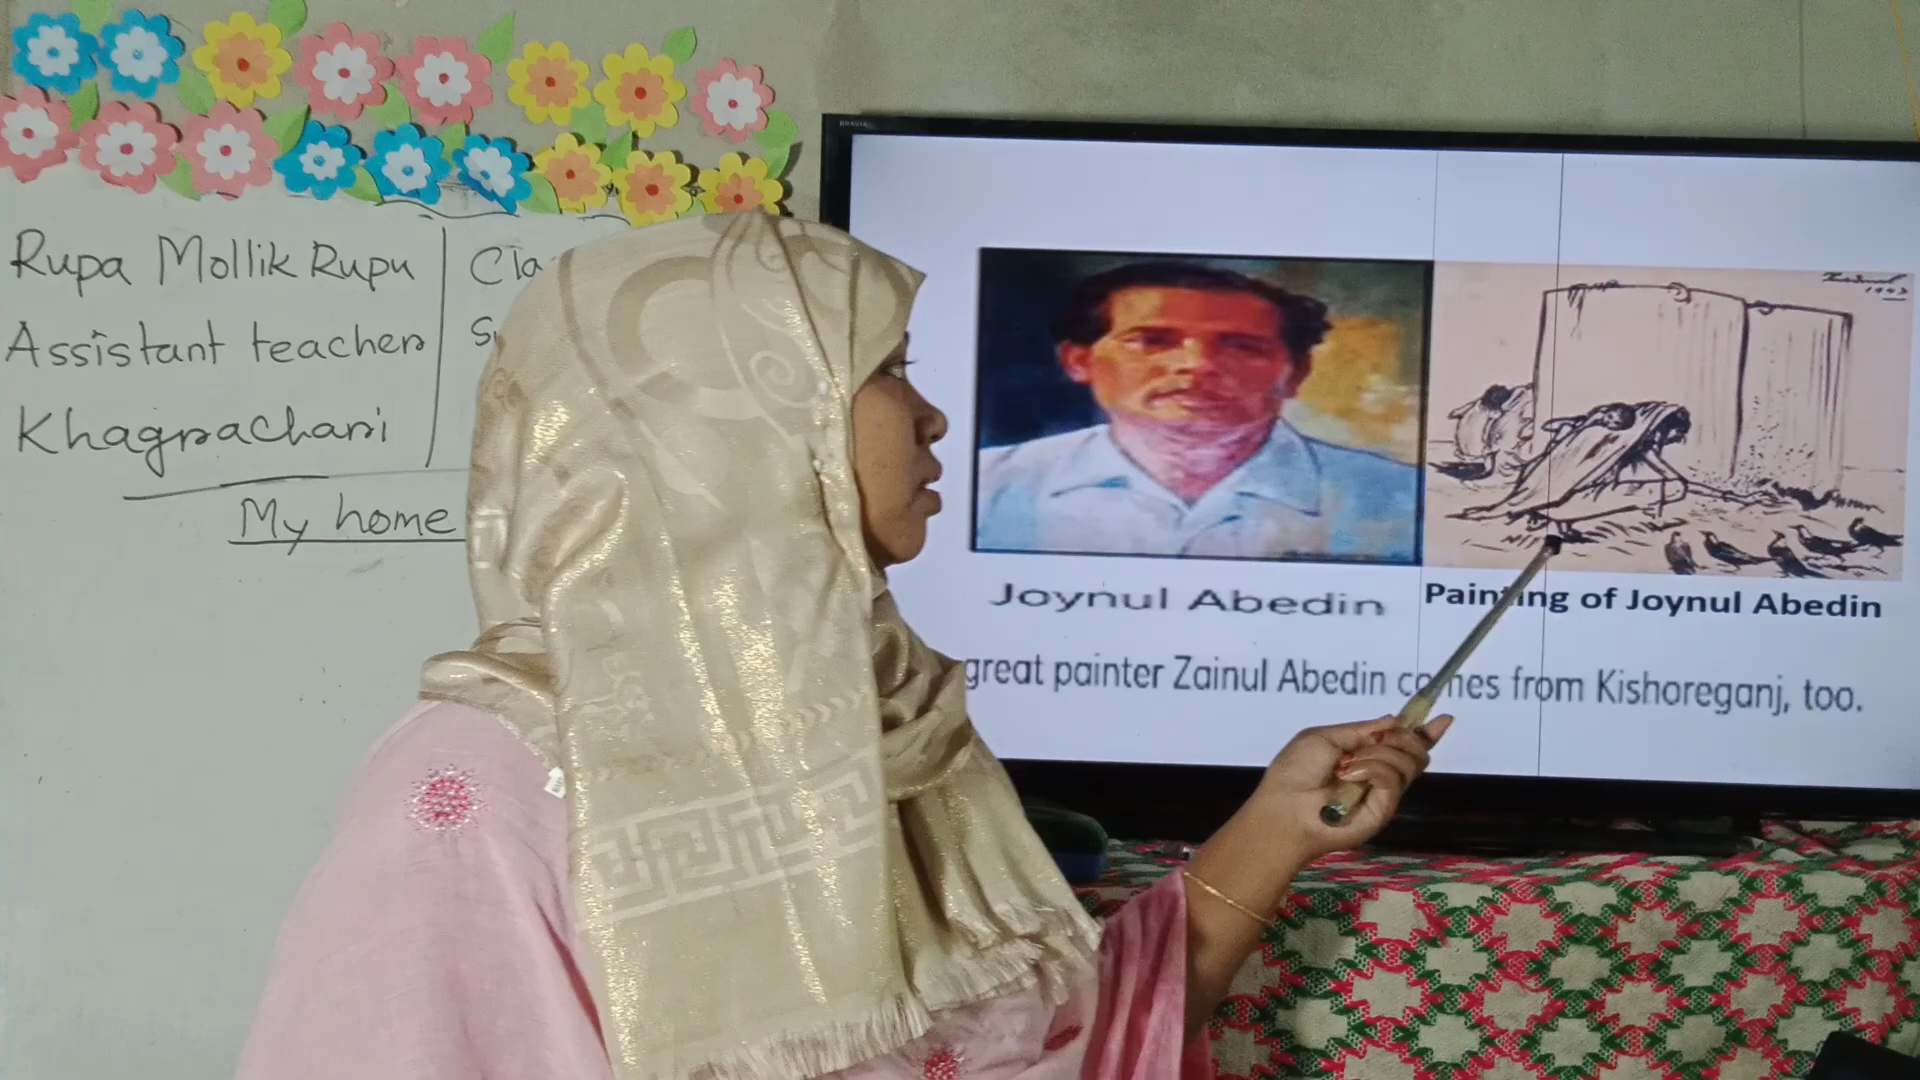 Rupa Mollik Rupu
Assistant teacher
Khagrachari
My home
Joynul Abedin
Painting of Joynul Abedin
great painter Zainul Abedin comes from Kishoreganj, too.